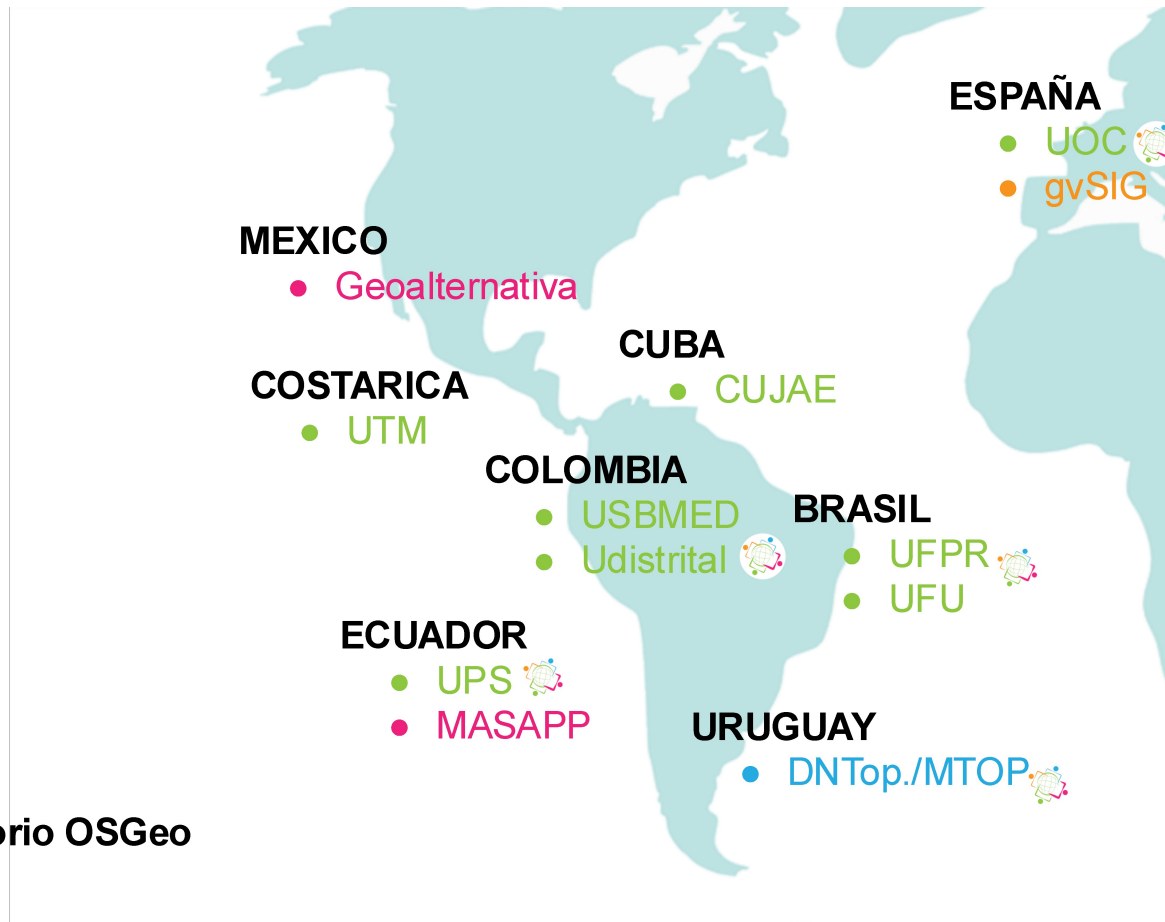 ESPAÑA
UOC
gvSIG
MEXICO
Geoalternativa
CUBA
CUJAE
COSTARICA
UTM
COLOMBIA
USBMED
Udistrital
BRASIL
UFPR
UFU
ECUADOR
UPS
MASAPP
URUGUAY
DNTop./MTOP
OSGeo